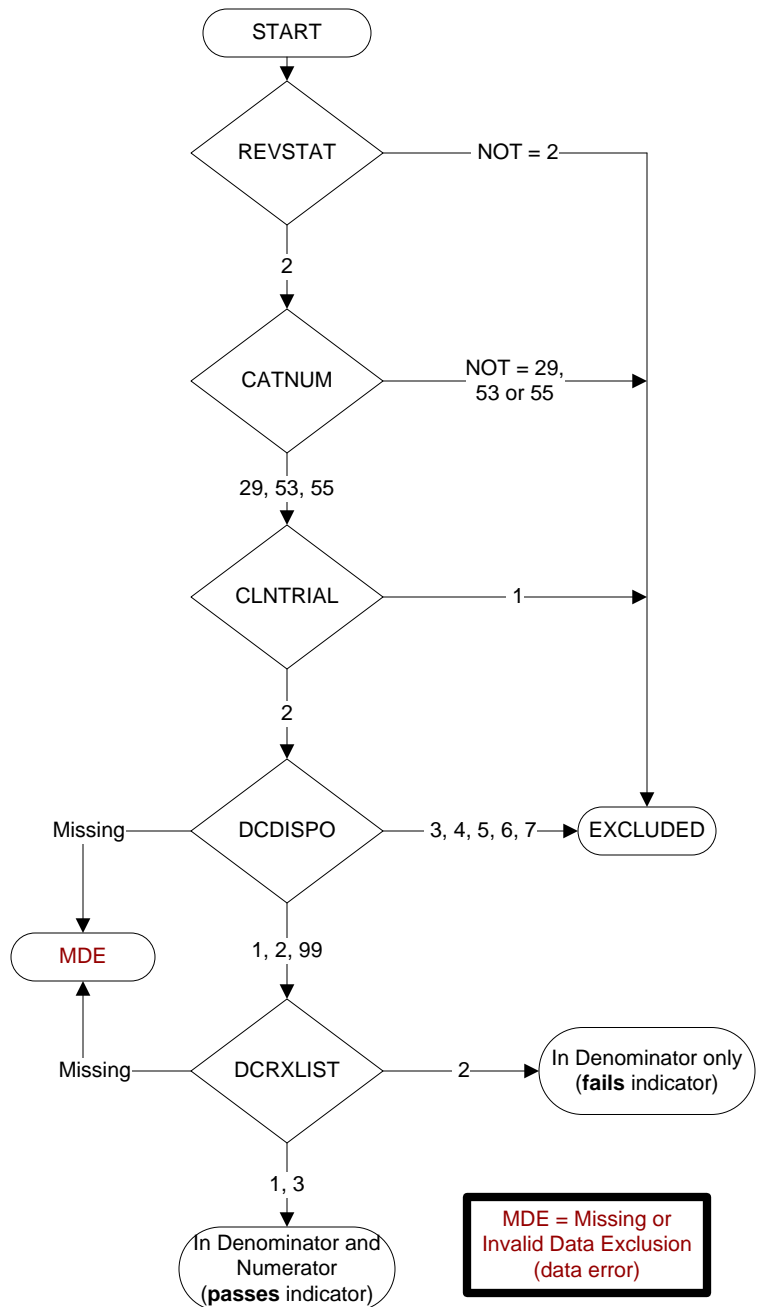 START
REVSTAT
NOT = 2
2
CATNUM
NOT = 29,
53 or 55
29, 53, 55
CLNTRIAL
1
2
Missing
DCDISPO
3, 4, 5, 6, 7
EXCLUDED
MDE
1, 2, 99
Missing
DCRXLIST
2
In Denominator only
(fails indicator)
1, 3
In Denominator and
Numerator
(passes indicator)
MDE = Missing or
Invalid Data Exclusion
(data error)